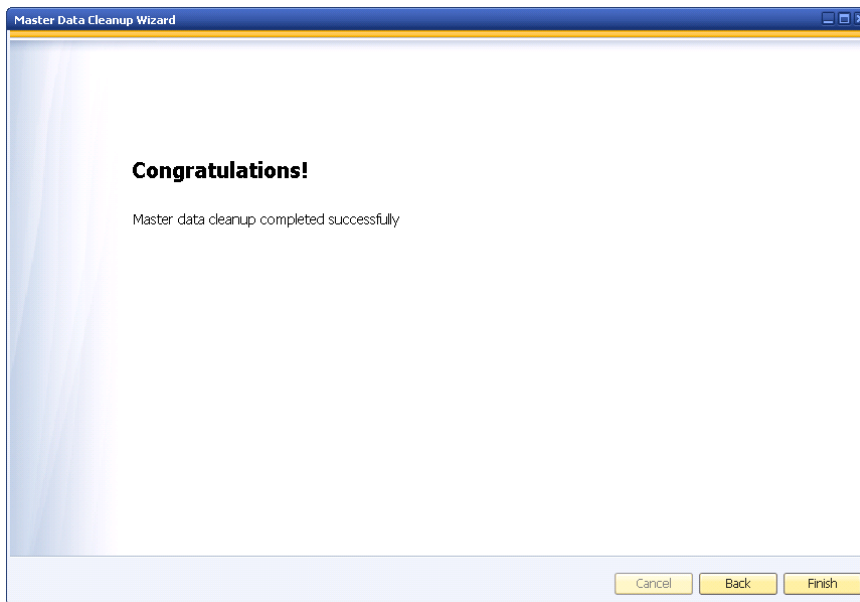 Master Data Cleanup Wizard
Congratulations!
Master data cleanup completed successfully
Cancel Back Finish